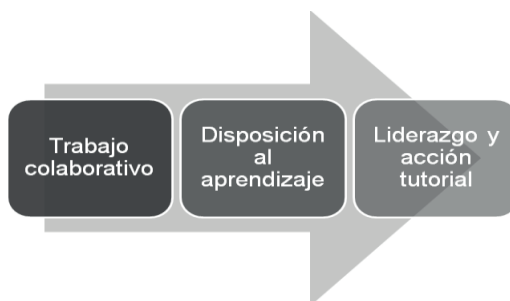 Trabajo
colaborativo
Disposición
al
aprendizaje
Liderazgo y
acción
tutorial